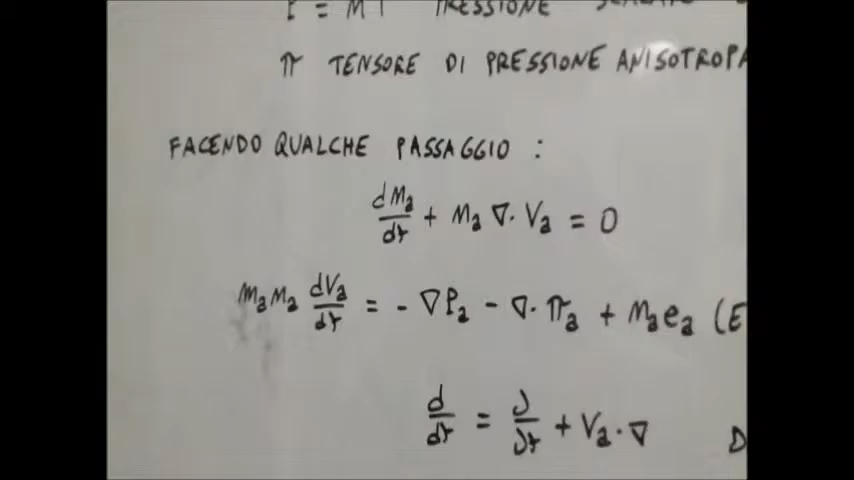 π TENSORE DI PRESSIONE
FACENDO QUALCHE PASSAGGIO :
dn_a/dt + n_a ∇· V_a = 0
m_a n_a dV_a/dt = - ∇P_a - ∇· π_a + n_a e_a (E
d/dt = ∂/∂t + V_a · ∇